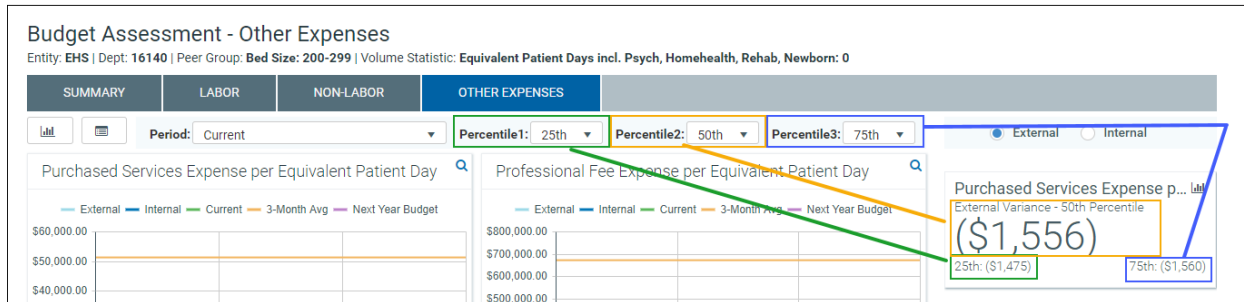 Budget Assessment - Other Expenses
Entity: EHS | Dept: 16140 | Peer Group: Bed Size: 200-299 | Volume Statistic: Equivalent Patient Days incl. Psych, Homehealth, Rehab, Newborn: 0
SUMMARY LABOR NON-LABOR OTHER EXPENSES
Period: Current Percentile1: 25th Percentile2: 50th Percentile3: 75th External Internal
Purchased Services Expense per Equivalent Patient Day
External Internal Current 3-Month Avg Next Year Budget
$60,000.00
$50,000.00
$40,000.00
Professional Fee Expense per Equivalent Patient Day
External Internal Current 3-Month Avg Next Year Budget
$800,000.00
$700,000.00
$600,000.00
$500,000.00
Purchased Services Expense p...
External Variance - 50th Percentile
($1,556)
25th: ($1,475) 75th: ($1,560)